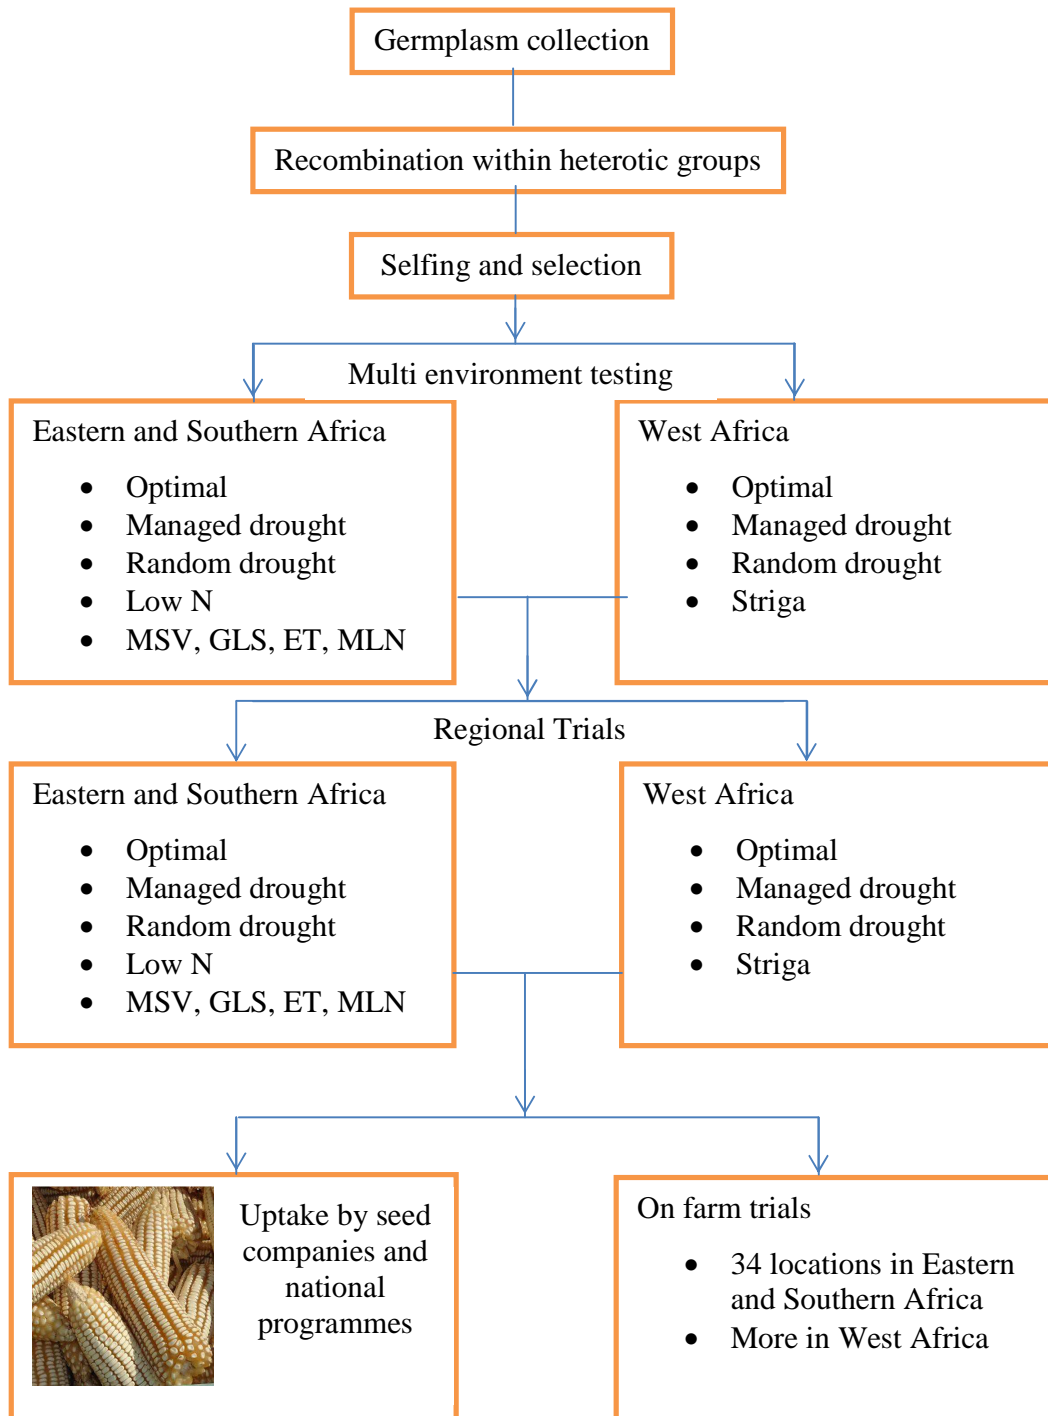 Germplasm collection
Recombination within heterotic groups
Selfing and selection
Multi environment testing
Eastern and Southern Africa
• Optimal
• Managed drought
• Random drought
• Low N
• MSV, GLS, ET, MLN
West Africa
• Optimal
• Managed drought
• Random drought
• Striga
Regional Trials
Eastern and Southern Africa
• Optimal
• Managed drought
• Random drought
• Low N
• MSV, GLS, ET, MLN
West Africa
• Optimal
• Managed drought
• Random drought
• Striga
Uptake by seed
companies and
national
programmes
On farm trials
• 34 locations in Eastern
and Southern Africa
• More in West Africa